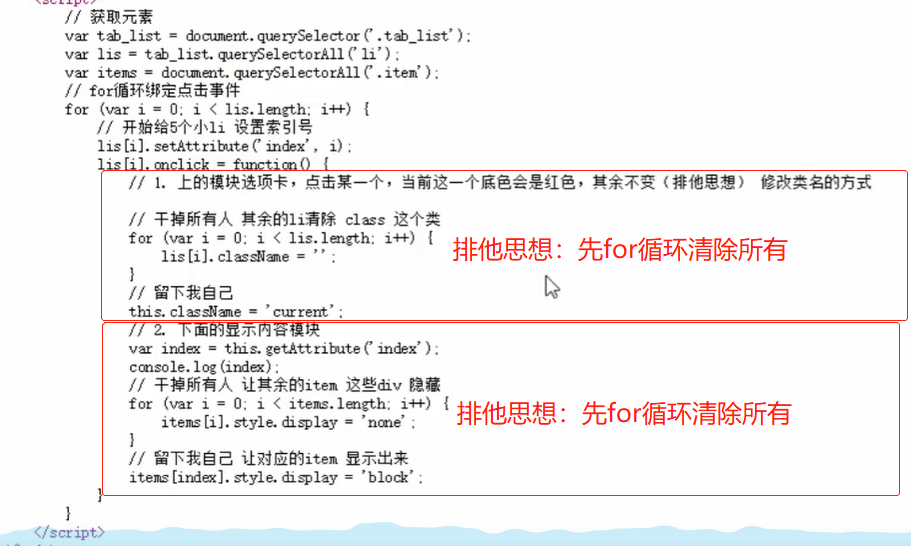 <script>
// 获取元素
var tab_list = document.querySelector('.tab_list');
var lis = tab_list.querySelectorAll('li');
var items = document.querySelectorAll('.item');
// for循环绑定点击事件
for (var i = 0; i < lis.length; i++) {
// 开始给5个小li 设置索引号
lis[i].setAttribute('index', i);
lis[i].onclick = function() {
// 1. 上的模块选项卡，点击某一个，当前这一个底色会是红色，其余不变（排他思想） 修改类名的方式
// 干掉所有人 其余的li清除 class 这个类
for (var i = 0; i < lis.length; i++) {
lis[i].className = '';
排他思想：先for循环清除所有
}
// 留下我自己
this.className = 'current';
// 2. 下面的显示内容模块
var index = this.getAttribute('index');
console.log(index);
// 干掉所有人 让其余的item 这些div 隐藏
for (var i = 0; i < items.length; i++) {
排他思想：先for循环清除所有
items[i].style.display = 'none';
}
// 留下我自己 让对应的item 显示出来
items[index].style.display = 'block';
}
}
</script>